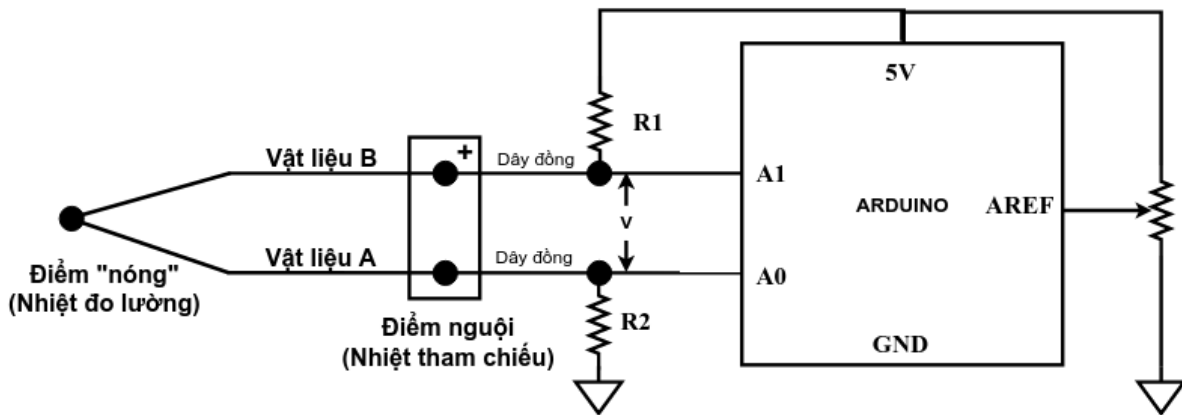 5V
R1
Vật liệu B
+
Dây đồng
A1
V
ARDUINO
AREF
Vật liệu A
Dây đồng
A0
Điểm "nóng"
(Nhiệt đo lường)
R2
Điểm nguội
(Nhiệt tham chiếu)
GND